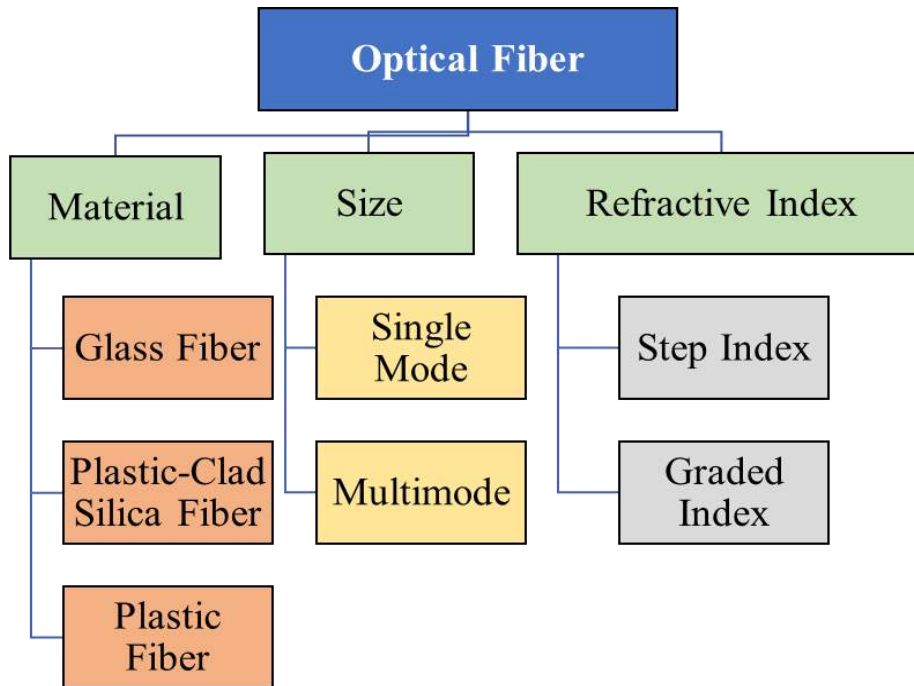 Optical Fiber
Material
Size
Refractive Index
Glass Fiber
Plastic-Clad
Silica Fiber
Plastic
Fiber
Single
Mode
Multimode
Step Index
Graded
Index